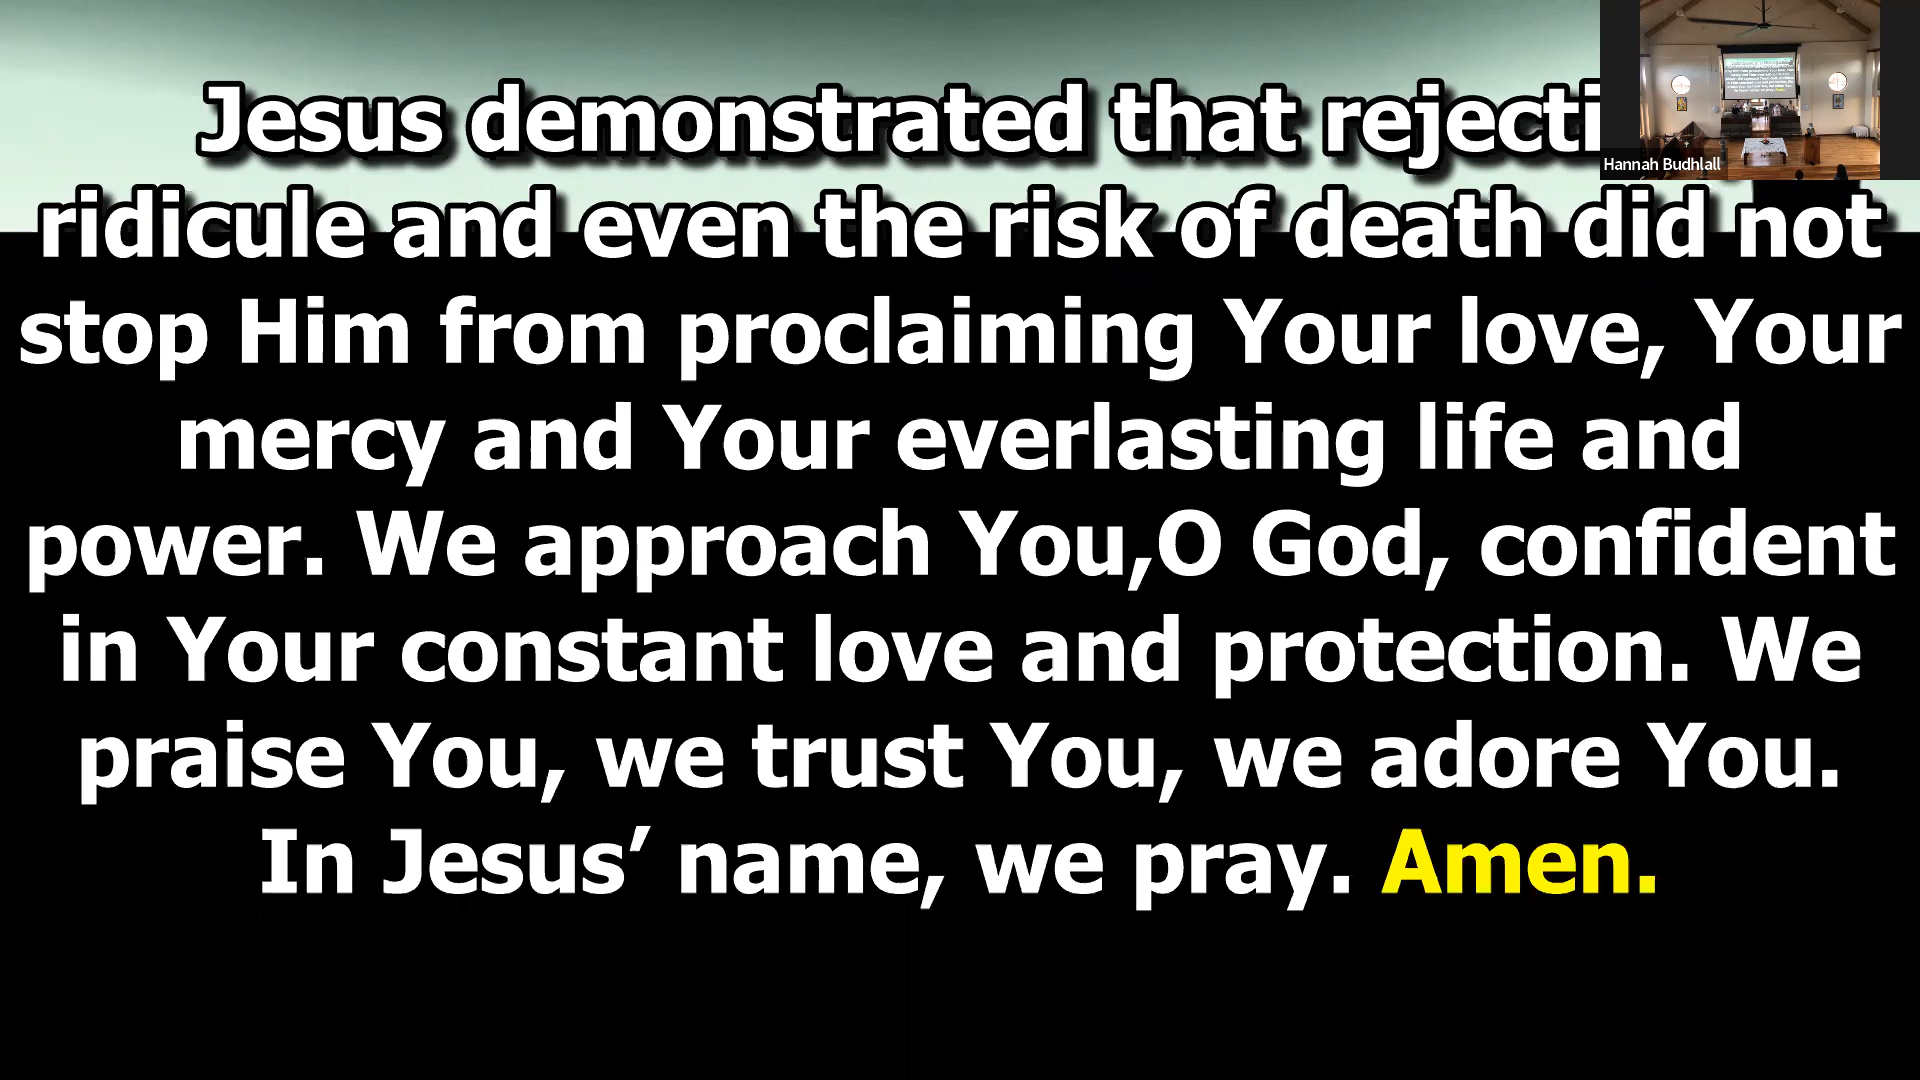 Jesus demonstrated that rejecti
ridicule and even the risk of death did not
stop Him from proclaiming Your love, Your
mercy and Your everlasting life and
power. We approach You,O God, confident
in Your constant love and protection. We
praise You, we trust You, we adore You.
In Jesus’ name, we pray. Amen.
Hannah Budhlall